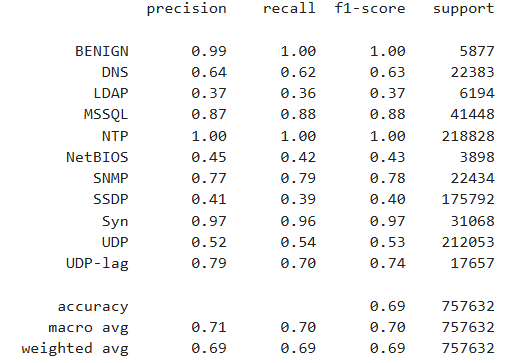 precision recall f1-score support
BENIGN 0.99 1.00 1.00 5877
DNS 0.64 0.62 0.63 22383
LDAP 0.37 0.36 0.37 6194
MSSQL 0.87 0.88 0.88 41448
NTP 1.00 1.00 1.00 218828
NetBIOS 0.45 0.42 0.43 3898
SNMP 0.77 0.79 0.78 22434
SSDP 0.41 0.39 0.40 175792
Syn 0.97 0.96 0.97 31068
UDP 0.52 0.54 0.53 212053
UDP-lag 0.79 0.70 0.74 17657
accuracy 0.69 757632
macro avg 0.71 0.70 0.70 757632
weighted avg 0.69 0.69 0.69 757632